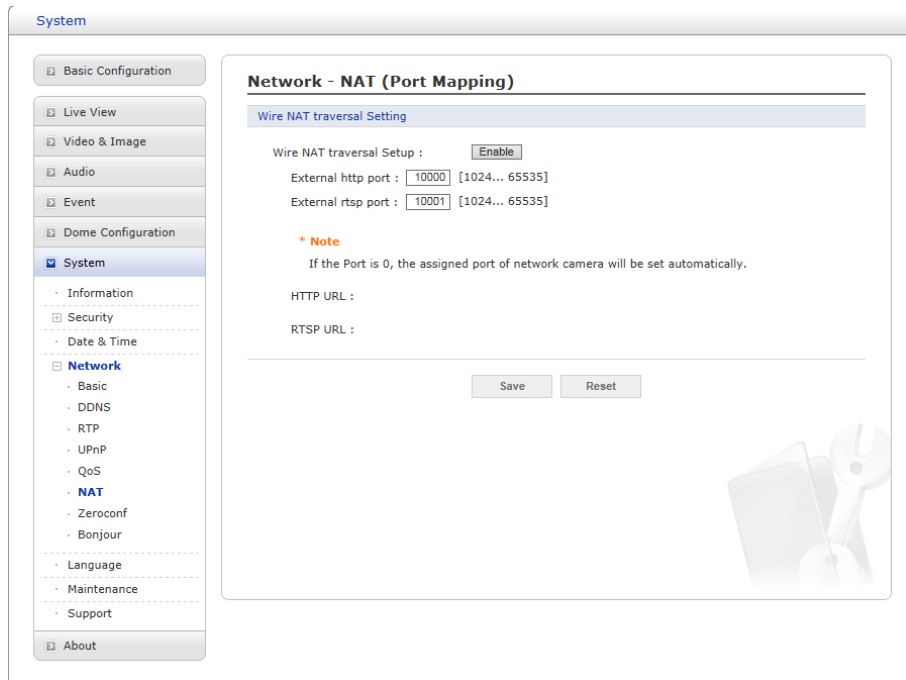 System
Basic Configuration
Live View
Video & Image
Audio
Event
Dome Configuration
System
Information
Security
Date & Time
Network
Basic
DDNS
RTP
UPnP
QoS
NAT
Zeroconf
Bonjour
Language
Maintenance
Support
About
Network - NAT (Port Mapping)
Wire NAT traversal Setting
Wire NAT traversal Setup : Enable
External http port : 10000 [1024... 65535]
External rtsp port : 10001 [1024... 65535]
* Note
If the Port is 0, the assigned port of network camera will be set automatically.
HTTP URL :
RTSP URL :
Save Reset